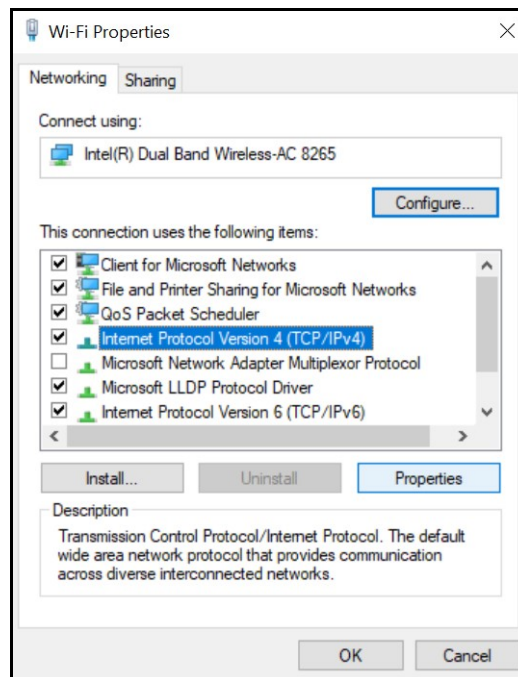 Wi-Fi Properties
Networking
Sharing
Connect using:
Intel(R) Dual Band Wireless-AC 8265
Configure...
This connection uses the following items:
Client for Microsoft Networks
File and Printer Sharing for Microsoft Networks
QoS Packet Scheduler
Internet Protocol Version 4 (TCP/IPv4)
Microsoft Network Adapter Multiplexor Protocol
Microsoft LLDP Protocol Driver
Internet Protocol Version 6 (TCP/IPv6)
Install...
Uninstall
Properties
Description
Transmission Control Protocol/Internet Protocol. The default
wide area network protocol that provides communication
across diverse interconnected networks.
OK
Cancel